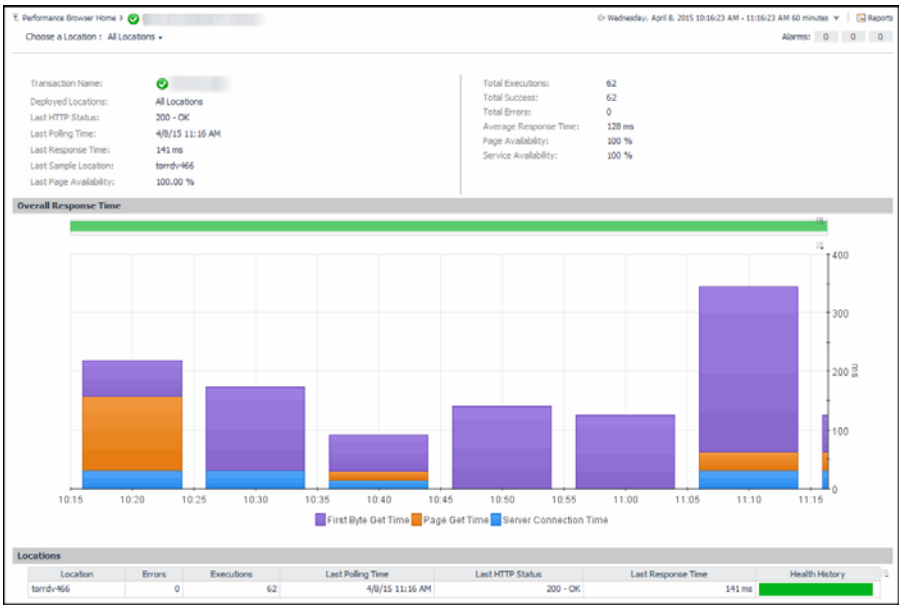 Performance Browser Home >
Wednesday, April 8, 2015 10:16:23 AM - 11:16:23 AM 60 minutes
Reports
Choose a Location : All Locations
Alarms: 0 0 0
Transaction Name:
Deployed Locations: All Locations
Last HTTP Status: 200 - OK
Last Polling Time: 4/8/15 11:16 AM
Last Response Time: 141 ms
Last Sample Location: torrdv466
Last Page Availability: 100.00 %
Total Executions: 62
Total Success: 62
Total Errors: 0
Average Response Time: 128 ms
Page Availability: 100 %
Service Availability: 100 %
Overall Response Time
400
300
200
100
0
ms
10:15 10:20 10:25 10:30 10:35 10:40 10:45 10:50 10:55 11:00 11:05 11:10 11:15
First Byte Get Time Page Get Time Server Connection Time
Locations
Location Errors Executions Last Polling Time Last HTTP Status Last Response Time Health History
torrdv466 0 62 4/8/15 11:16 AM 200 - OK 141 ms